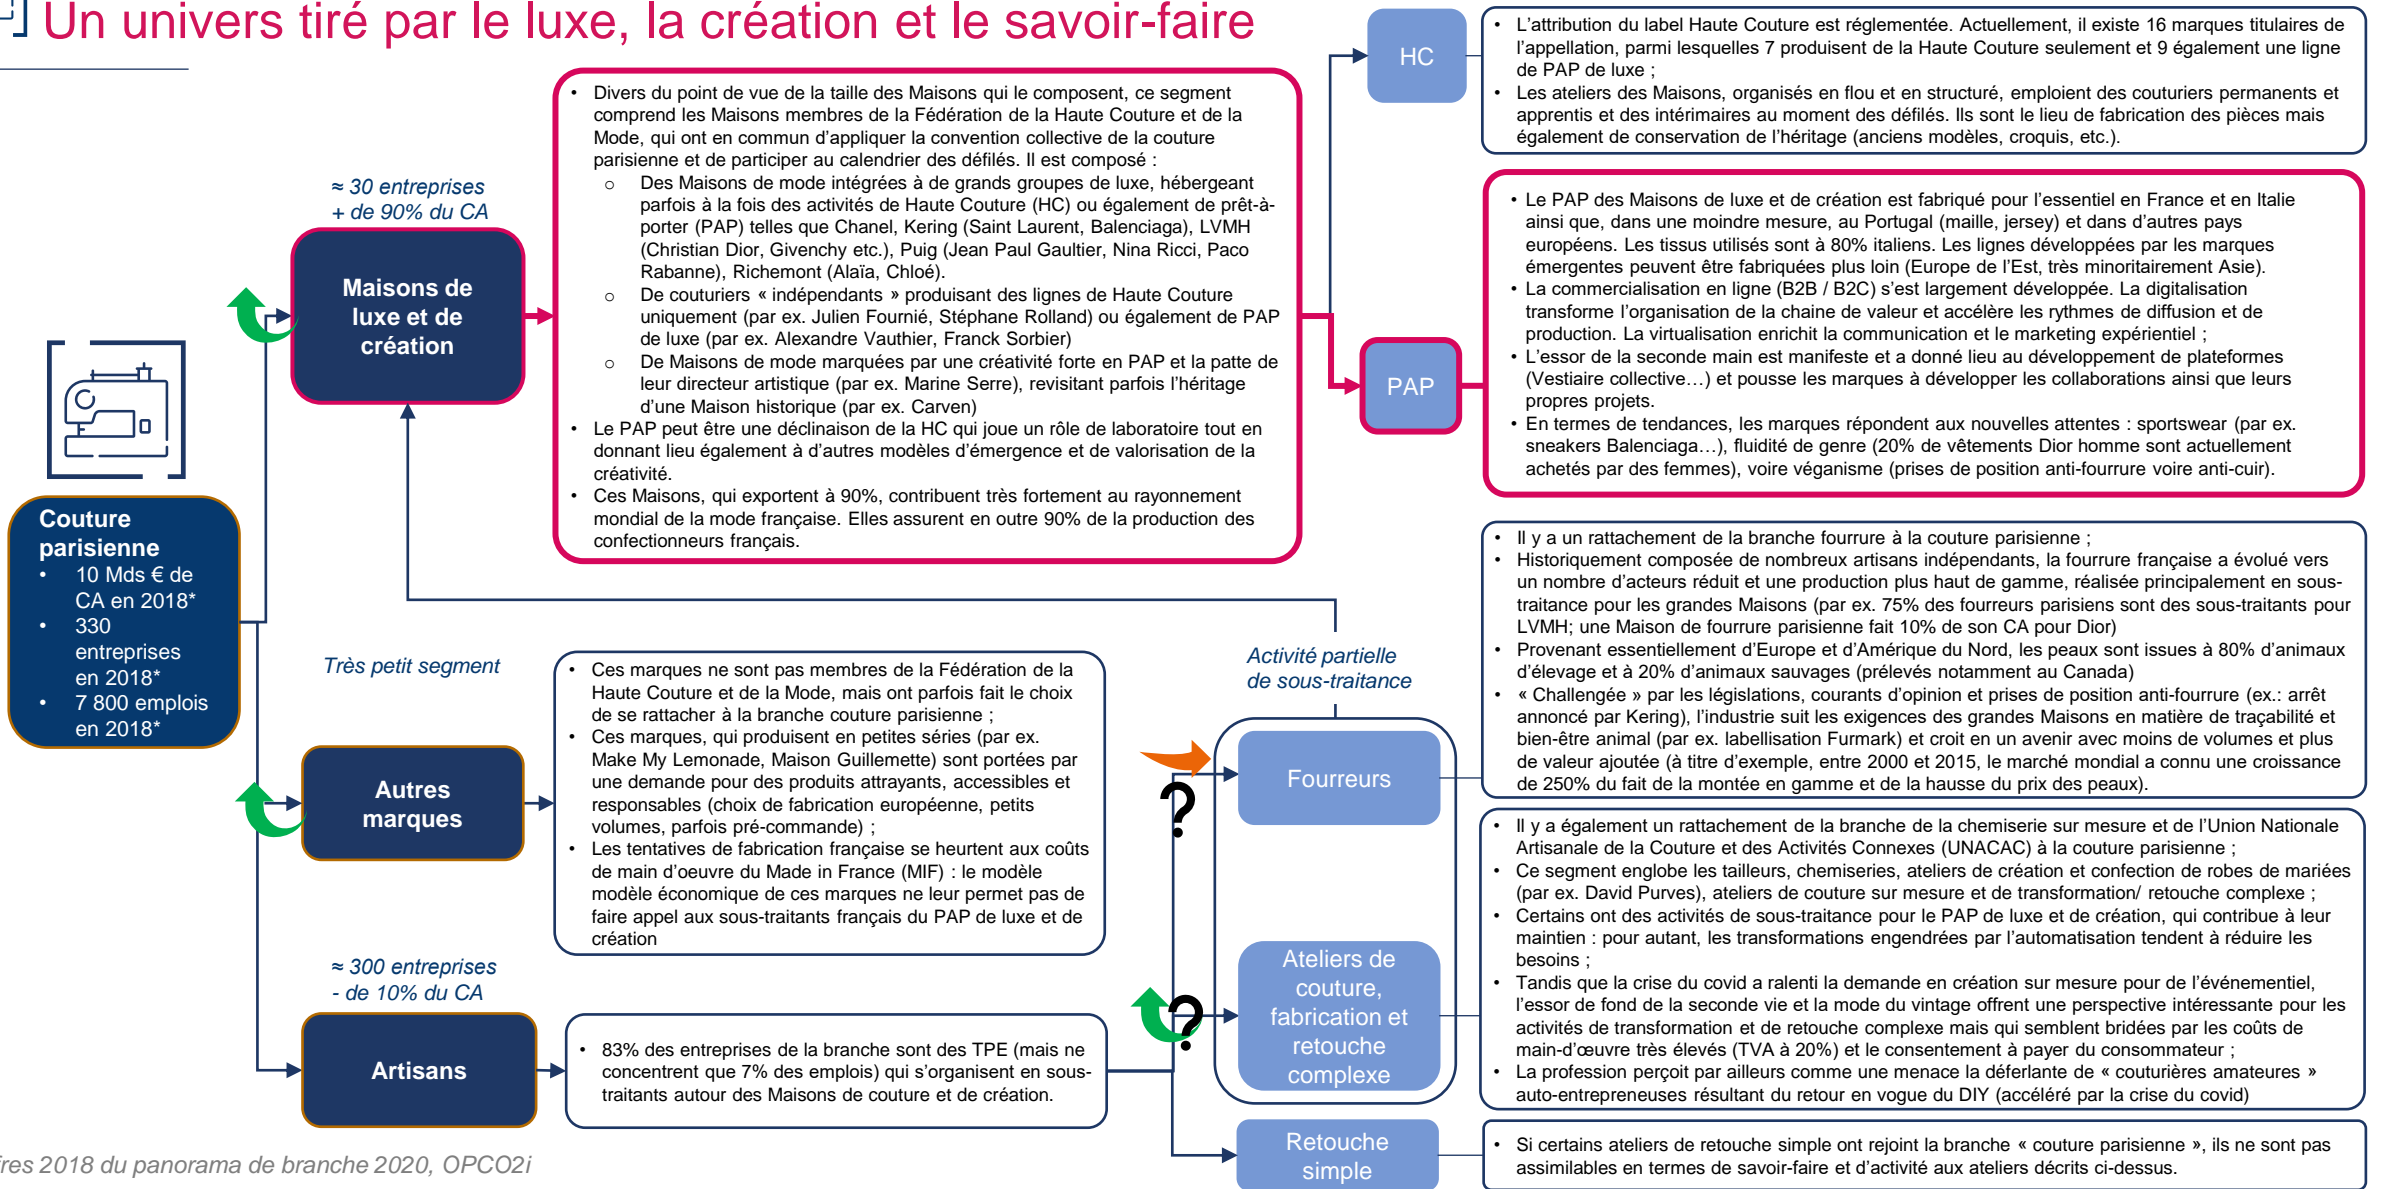 Un univers tiré par le luxe, la création et le savoir-faire
Couture
parisienne
• 10 Mds € de
CA en 2018*
• 330
entreprises
en 2018*
• 7 800 emplois
en 2018*
≈ 30 entreprises
+ de 90% du CA
Maisons de
luxe et de
création
• Divers du point de vue de la taille des Maisons qui le composent, ce segment
comprend les Maisons membres de la Fédération de la Haute Couture et de la
Mode, qui ont en commun d’appliquer la convention collective de la couture
parisienne et de participer au calendrier des défilés. Il est composé :
o Des Maisons de mode intégrées à de grands groupes de luxe, hébergeant
parfois à la fois des activités de Haute Couture (HC) ou également de prêt-à-
porter (PAP) telles que Chanel, Kering (Saint Laurent, Balenciaga), LVMH
(Christian Dior, Givenchy etc.), Puig (Jean Paul Gaultier, Nina Ricci, Paco
Rabanne), Richemont (Alaïa, Chloé).
o De couturiers « indépendants » produisant des lignes de Haute Couture
uniquement (par ex. Julien Fournié, Stéphane Rolland) ou également de PAP
de luxe (par ex. Alexandre Vauthier, Franck Sorbier)
o De Maisons de mode marquées par une créativité forte en PAP et la patte de
leur directeur artistique (par ex. Marine Serre), revisitant parfois l’héritage
d’une Maison historique (par ex. Carven)
• Le PAP peut être une déclinaison de la HC qui joue un rôle de laboratoire tout en
donnant lieu également à d’autres modèles d’émergence et de valorisation de la
créativité.
• Ces Maisons, qui exportent à 90%, contribuent très fortement au rayonnement
mondial de la mode française. Elles assurent en outre 90% de la production des
confectionneurs français.
HC
• L’attribution du label Haute Couture est réglementée. Actuellement, il existe 16 marques titulaires de
l’appellation, parmi lesquelles 7 produisent de la Haute Couture seulement et 9 également une ligne
de PAP de luxe ;
• Les ateliers des Maisons, organisés en flou et en structuré, emploient des couturiers permanents et
apprentis et des intérimaires au moment des défilés. Ils sont le lieu de fabrication des pièces mais
également de conservation de l’héritage (anciens modèles, croquis, etc.).
PAP
• Le PAP des Maisons de luxe et de création est fabriqué pour l’essentiel en France et en Italie
ainsi que, dans une moindre mesure, au Portugal (maille, jersey) et dans d’autres pays
européens. Les tissus utilisés sont à 80% italiens. Les lignes développées par les marques
émergentes peuvent être fabriquées plus loin (Europe de l’Est, très minoritairement Asie).
• La commercialisation en ligne (B2B / B2C) s’est largement développée. La digitalisation
transforme l’organisation de la chaine de valeur et accélère les rythmes de diffusion et de
production. La virtualisation enrichit la communication et le marketing expérientiel ;
• L’essor de la seconde main est manifeste et a donné lieu au développement de plateformes
(Vestiaire collective…) et pousse les marques à développer les collaborations ainsi que leurs
propres projets.
• En termes de tendances, les marques répondent aux nouvelles attentes : sportswear (par ex.
sneakers Balenciaga…), fluidité de genre (20% de vêtements Dior homme sont actuellement
achetés par des femmes), voire véganisme (prises de position anti-fourrure voire anti-cuir).
Très petit segment
Autres
marques
• Ces marques ne sont pas membres de la Fédération de la
Haute Couture et de la Mode, mais ont parfois fait le choix
de se rattacher à la branche couture parisienne ;
• Ces marques, qui produisent en petites séries (par ex.
Make My Lemonade, Maison Guillemette) sont portées par
une demande pour des produits attrayants, accessibles et
responsables (choix de fabrication européenne, petits
volumes, parfois pré-commande) ;
• Les tentatives de fabrication française se heurtent aux coûts
de main d’oeuvre du Made in France (MIF) : le modèle
modèle économique de ces marques ne leur permet pas de
faire appel aux sous-traitants français du PAP de luxe et de
création
≈ 300 entreprises
- de 10% du CA
Artisans
• 83% des entreprises de la branche sont des TPE (mais ne
concentrent que 7% des emplois) qui s’organisent en sous-
traitants autour des Maisons de couture et de création.
Activité partielle
de sous-traitance
?
Fourreurs
• Il y a un rattachement de la branche fourrure à la couture parisienne ;
• Historiquement composée de nombreux artisans indépendants, la fourrure française a évolué vers
un nombre d’acteurs réduit et une production plus haut de gamme, réalisée principalement en sous-
traitance pour les grandes Maisons (par ex. 75% des fourreurs parisiens sont des sous-traitants pour
LVMH; une Maison de fourrure parisienne fait 10% de son CA pour Dior)
• Provenant essentiellement d’Europe et d’Amérique du Nord, les peaux sont issues à 80% d’animaux
d’élevage et à 20% d’animaux sauvages (prélevés notamment au Canada)
• « Challengée » par les législations, courants d’opinion et prises de position anti-fourrure (ex.: arrêt
annoncé par Kering), l’industrie suit les exigences des grandes Maisons en matière de traçabilité et
bien-être animal (par ex. labellisation Furmark) et croit en un avenir avec moins de volumes et plus
de valeur ajoutée (à titre d’exemple, entre 2000 et 2015, le marché mondial a connu une croissance
de 250% du fait de la montée en gamme et de la hausse du prix des peaux).
?
Ateliers de
couture,
fabrication et
retouche
complexe
• Il y a également un rattachement de la branche de la chemiserie sur mesure et de l’Union Nationale
Artisanale de la Couture et des Activités Connexes (UNACAC) à la couture parisienne ;
• Ce segment englobe les tailleurs, chemiseries, ateliers de création et confection de robes de mariées
(par ex. David Purves), ateliers de couture sur mesure et de transformation/ retouche complexe ;
• Certains ont des activités de sous-traitance pour le PAP de luxe et de création, qui contribue à leur
maintien : pour autant, les transformations engendrées par l’automatisation tendent à réduire les
besoins ;
• Tandis que la crise du covid a ralenti la demande en création sur mesure pour de l’événementiel,
l’essor de fond de la seconde vie et la mode du vintage offrent une perspective intéressante pour les
activités de transformation et de retouche complexe mais qui semblent bridées par les coûts de
main-d’œuvre très élevés (TVA à 20%) et le consentement à payer du consommateur ;
• La profession perçoit par ailleurs comme une menace la déferlante de « couturières amateures »
auto-entrepreneuses résultant du retour en vogue du DIY (accéléré par la crise du covid)
Retouche
simple
• Si certains ateliers de retouche simple ont rejoint la branche « couture parisienne », ils ne sont pas
assimilables en termes de savoir-faire et d’activité aux ateliers décrits ci-dessus.
res 2018 du panorama de branche 2020, OPCO2i